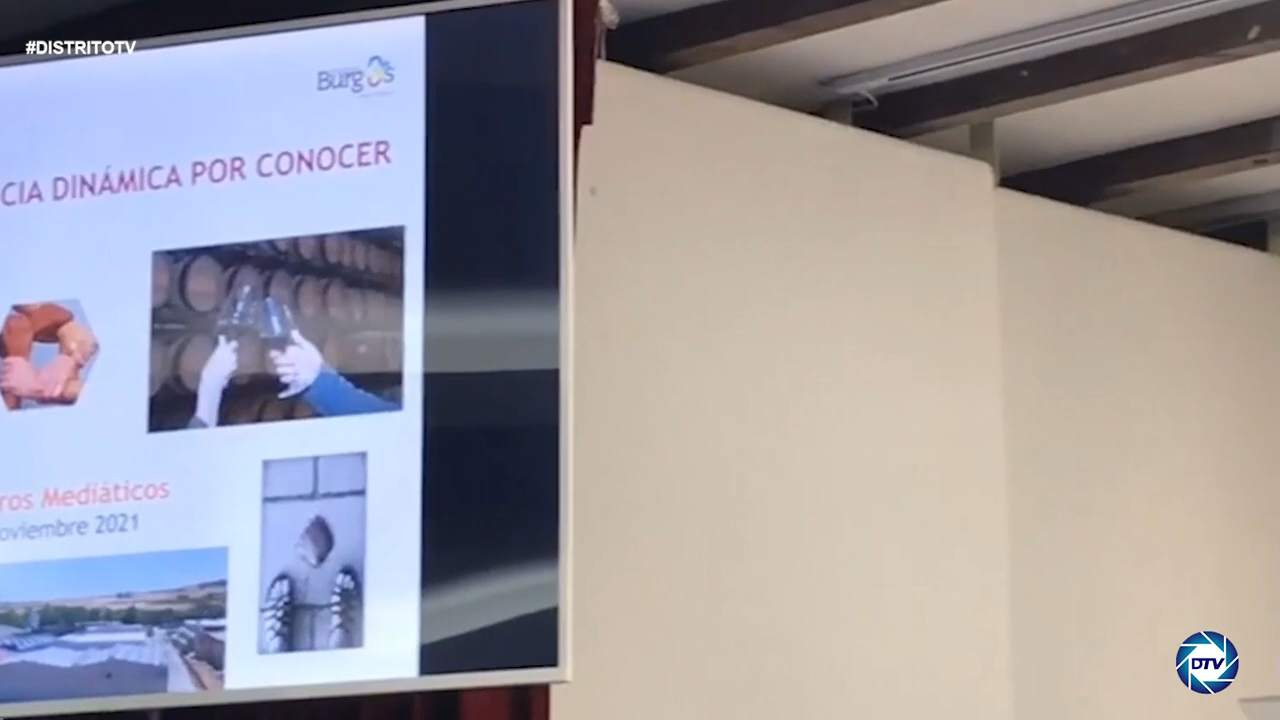 #DISTRITOTV
Burgos
CIA DINÁMICA POR CONOCER
ros Mediáticos
oviembre 2021
DTV